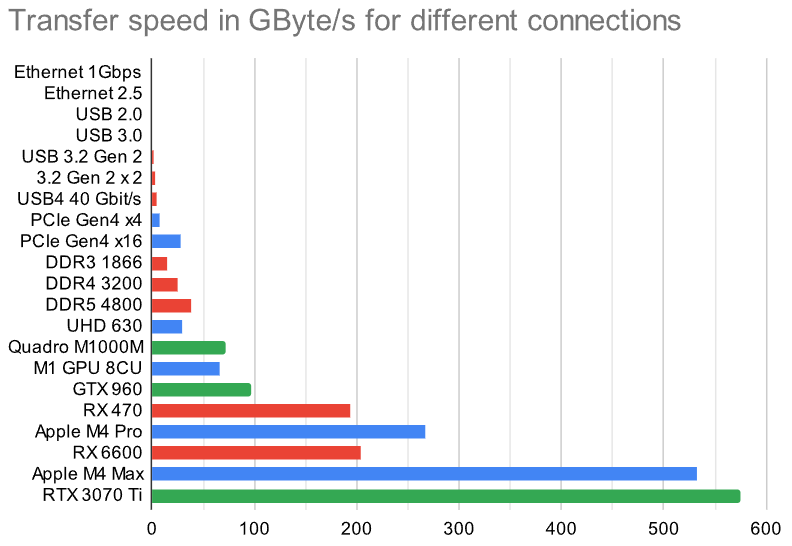 Transfer speed in GByte/s for different connections
Ethernet 1Gbps
Ethernet 2.5
USB 2.0
USB 3.0
USB 3.2 Gen 2
3.2 Gen 2 x 2
USB4 40 Gbit/s
PCIe Gen4 x4
PCIe Gen4 x16
DDR3 1866
DDR4 3200
DDR5 4800
UHD 630
Quadro M1000M
M1 GPU 8CU
GTX 960
RX 470
Apple M4 Pro
RX 6600
Apple M4 Max
RTX 3070 Ti
0 100 200 300 400 500 600